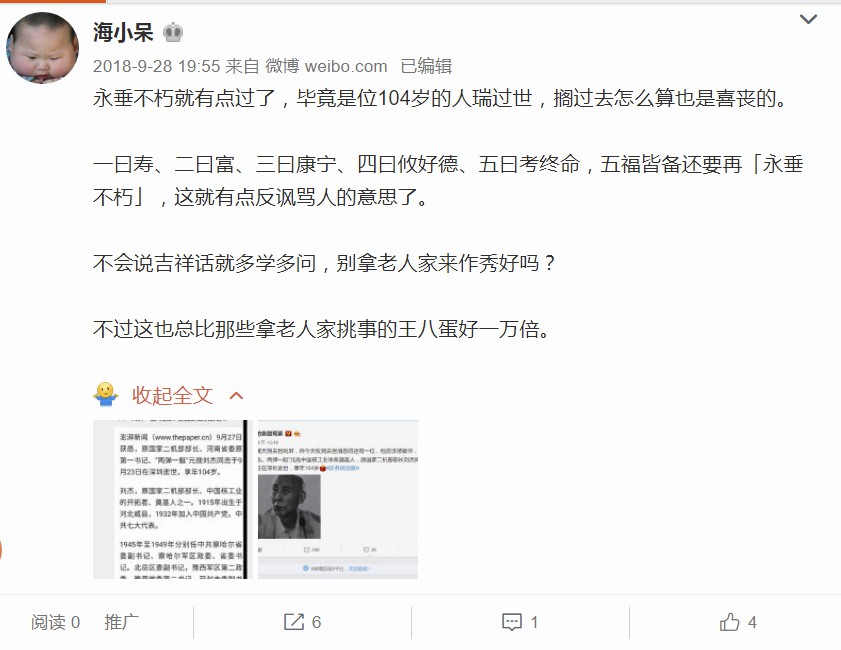 海小呆
2018-9-28 19:55 来自 微博 weibo.com 已编辑
永垂不朽就有点过了，毕竟是位104岁的人瑞过世，搁过去怎么算也是喜丧的。
一曰寿、二曰富、三曰康宁、四曰攸好德、五曰考终命，五福皆备还要再「永垂
不朽」，这就有点反讽骂人的意思了。
不会说吉祥话就多学多问，别拿老人家来作秀好吗？
不过这也总比那些拿老人家挑事的王八蛋好一万倍。
收起全文
澎湃新闻（www.thepaper.cn）9月27日
获悉，原国家二机部部长、河南省委原
第一书记、“两弹一艇”元勋刘杰同志于9
月23日在深圳逝世，享年104岁。
刘杰，原国家二机部部长、中国核工业
的开拓者、奠基人之一。1915年出生于
河北威县，1932年加入中国共产党。中
共七大代表。
1945年至1949年分别任中共察哈尔省
委副书记、察哈尔军区政委、省委书
记。北岳区委副书记，豫西军区第二政
阅读 0 推广
6
1
4